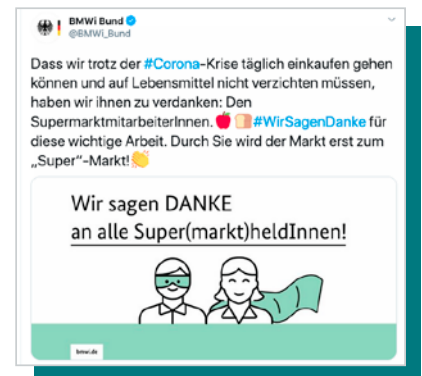 BMWi Bund
@BMWi_Bund
Dass wir trotz der #Corona-Krise täglich einkaufen gehen
können und auf Lebensmittel nicht verzichten müssen,
haben wir ihnen zu verdanken: Den
SupermarktmitarbeiterInnen. 🍎 🍞 #WirSagenDanke für
diese wichtige Arbeit. Durch Sie wird der Markt erst zum
„Super“-Markt! 👏
Wir sagen DANKE
an alle Super(markt)heldInnen!
bmwi.de